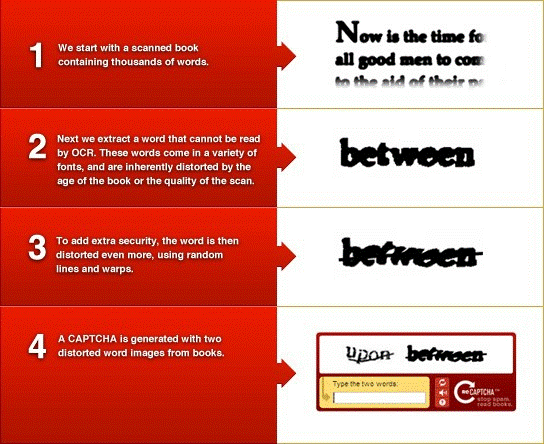 1
We start with a scanned book
containing thousands of words.
Now is the time fo
all good men to com
to the aid of their
2
Next we extract a word that cannot be read
by OCR. These words come in a variety of
fonts, and are inherently distorted by the
age of the book or the quality of the scan.
between
3
To add extra security, the word is then
distorted even more, using random
lines and warps.
between
4
A CAPTCHA is generated with two
distorted word images from books.
upon between
Type the two words:
reCAPTCHA™
stop spam.
read books.